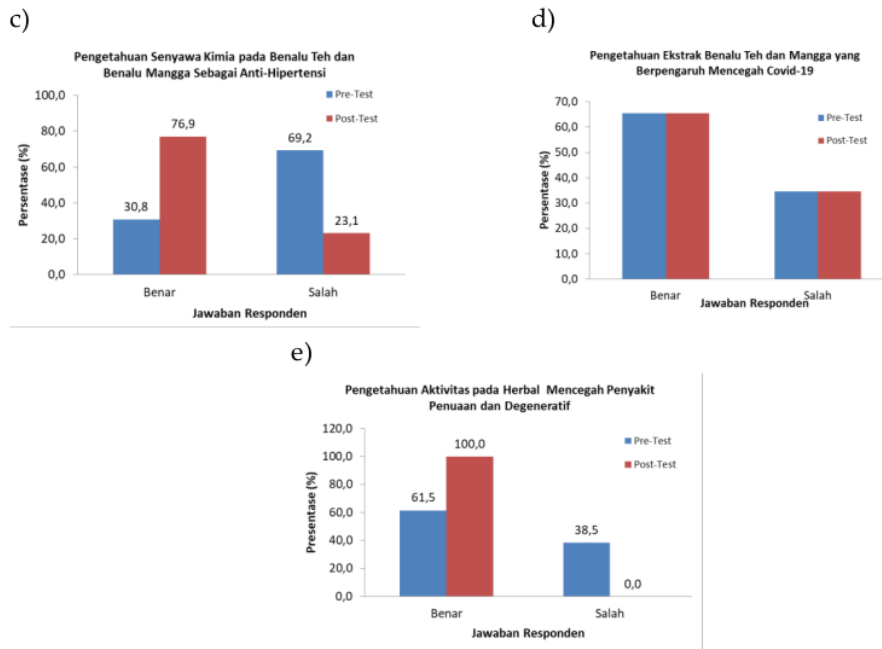 c)
Pengetahuan Senyawa Kimia pada Benalu Teh dan
Benalu Mangga Sebagai Anti-Hipertensi
100,0
80,0
60,0
40,0
20,0
0,0
Persentase (%)
30,8
76,9
69,2
23,1
Pre-Test
Post-Test
Benar
Salah
Jawaban Responden
d)
Pengetahuan Ekstrak Benalu Teh dan Mangga yang
Berpengaruh Mencegah Covid-19
70,0
60,0
50,0
40,0
30,0
20,0
10,0
0,0
Persentase (%)
Pre-Test
Post-Test
Benar
Salah
Jawaban Responden
e)
Pengetahuan Aktivitas pada Herbal Mencegah Penyakit
Penuaan dan Degeneratif
120,0
100,0
80,0
60,0
40,0
20,0
0,0
Presentase (%)
61,5
100,0
38,5
0,0
Pre-Test
Post-Test
Benar
Salah
Jawaban Responden